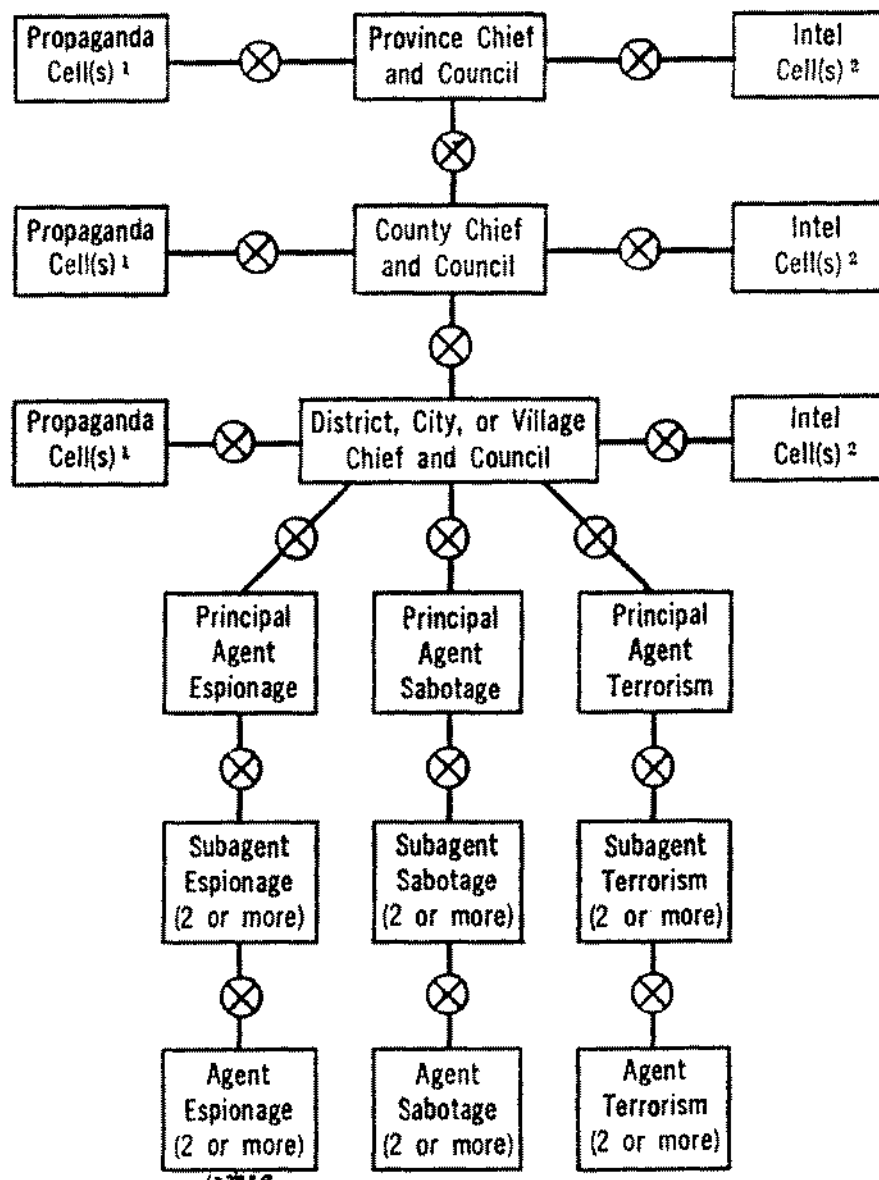 Propaganda
Cell(s) ¹
Province Chief
and Council
Intel
Cell(s) ²
Propaganda
Cell(s) ¹
County Chief
and Council
Intel
Cell(s) ²
Propaganda
Cell(s) ¹
District, City, or Village
Chief and Council
Intel
Cell(s) ²
Principal
Agent
Espionage
Principal
Agent
Sabotage
Principal
Agent
Terrorism
Subagent
Espionage
(2 or more)
Subagent
Sabotage
(2 or more)
Subagent
Terrorism
(2 or more)
Agent
Espionage
(2 or more)
Agent
Sabotage
(2 or more)
Agent
Terrorism
(2 or more)